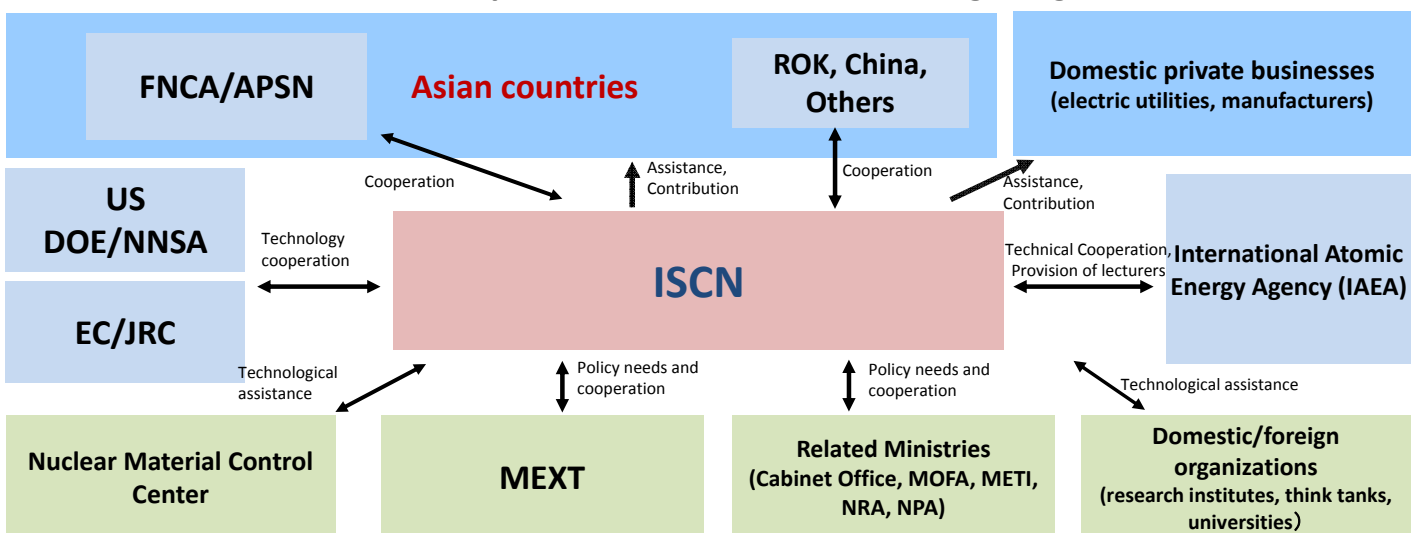 FNCA/APSN
Asian countries
ROK, China,
Others
Domestic private businesses
(electric utilities, manufacturers)
Cooperation
Assistance,
Contribution
Cooperation
Assistance,
Contribution
US
DOE/NNSA
Technology
cooperation
EC/JRC
ISCN
Technical Cooperation,
Provision of lecturers
International Atomic
Energy Agency (IAEA)
Technological
assistance
Policy needs and
cooperation
Policy needs and
cooperation
Technological assistance
Nuclear Material Control
Center
MEXT
Related Ministries
(Cabinet Office, MOFA, METI,
NRA, NPA)
Domestic/foreign
organizations
(research institutes, think tanks,
universities）